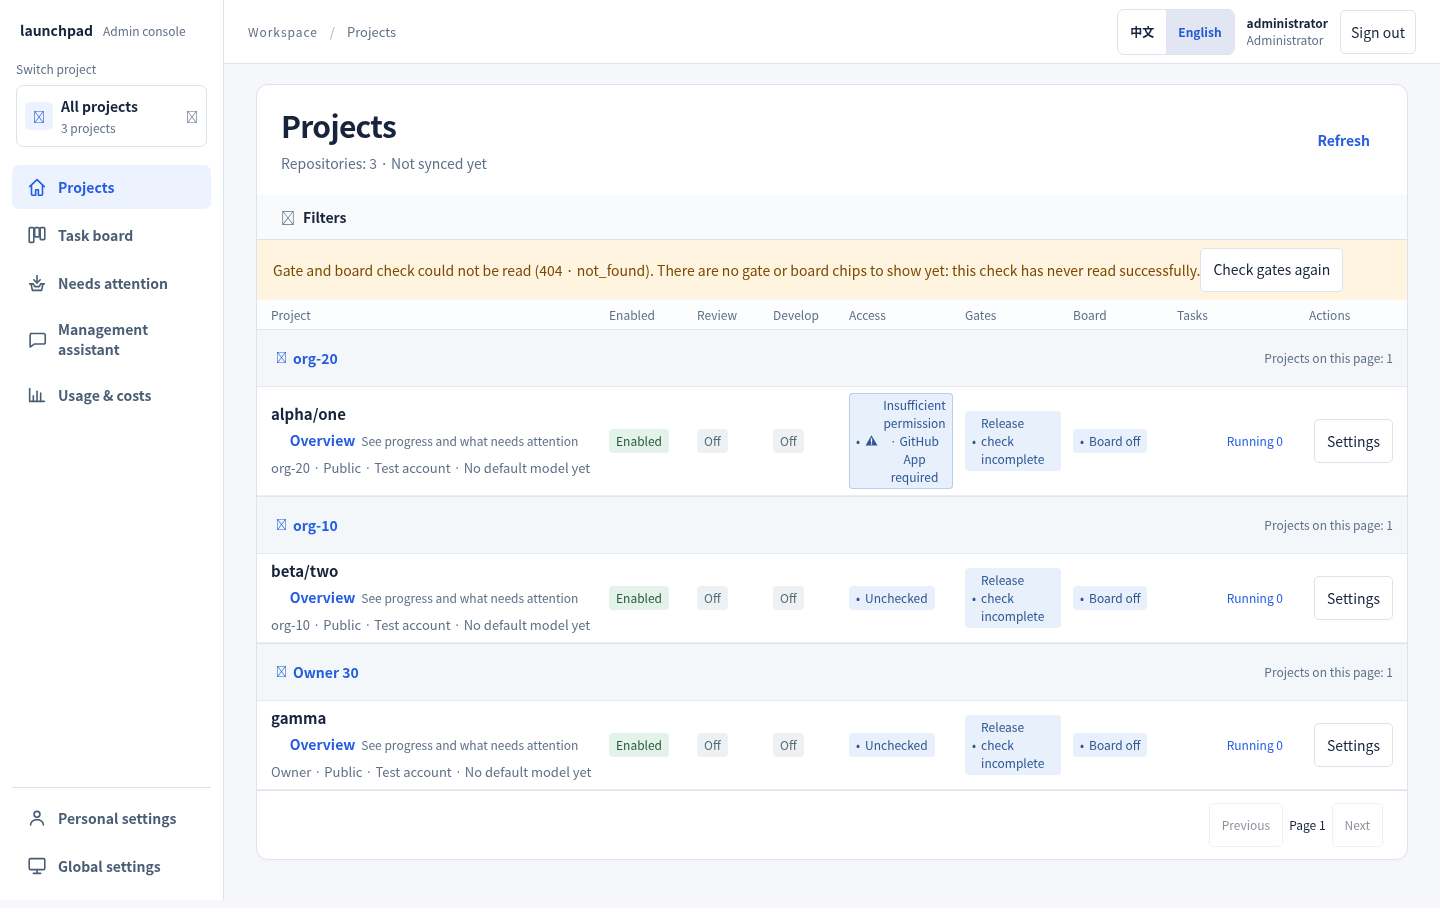 launchpad Admin console
Switch project
All projects
3 projects
Projects
Task board
Needs attention
Management
assistant
Usage & costs
Personal settings
Global settings
Workspace / Projects
中文 English
administrator
Administrator
Sign out
Projects
Repositories: 3 · Not synced yet
Refresh
Filters
Gate and board check could not be read (404 · not_found). There are no gate or board chips to show yet: this check has never read successfully. Check gates again
Project Enabled Review Develop Access Gates Board Tasks Actions
org-20 Projects on this page: 1
alpha/one
Overview See progress and what needs attention
org-20 · Public · Test account · No default model yet
Enabled
Off
Off
• ⚠ Insufficient
permission
· GitHub
App
required
• Release
check
incomplete
• Board off
Running 0
Settings
org-10 Projects on this page: 1
beta/two
Overview See progress and what needs attention
org-10 · Public · Test account · No default model yet
Enabled
Off
Off
• Unchecked
• Release
check
incomplete
• Board off
Running 0
Settings
Owner 30 Projects on this page: 1
gamma
Overview See progress and what needs attention
Owner · Public · Test account · No default model yet
Enabled
Off
Off
• Unchecked
• Release
check
incomplete
• Board off
Running 0
Settings
Previous Page 1 Next